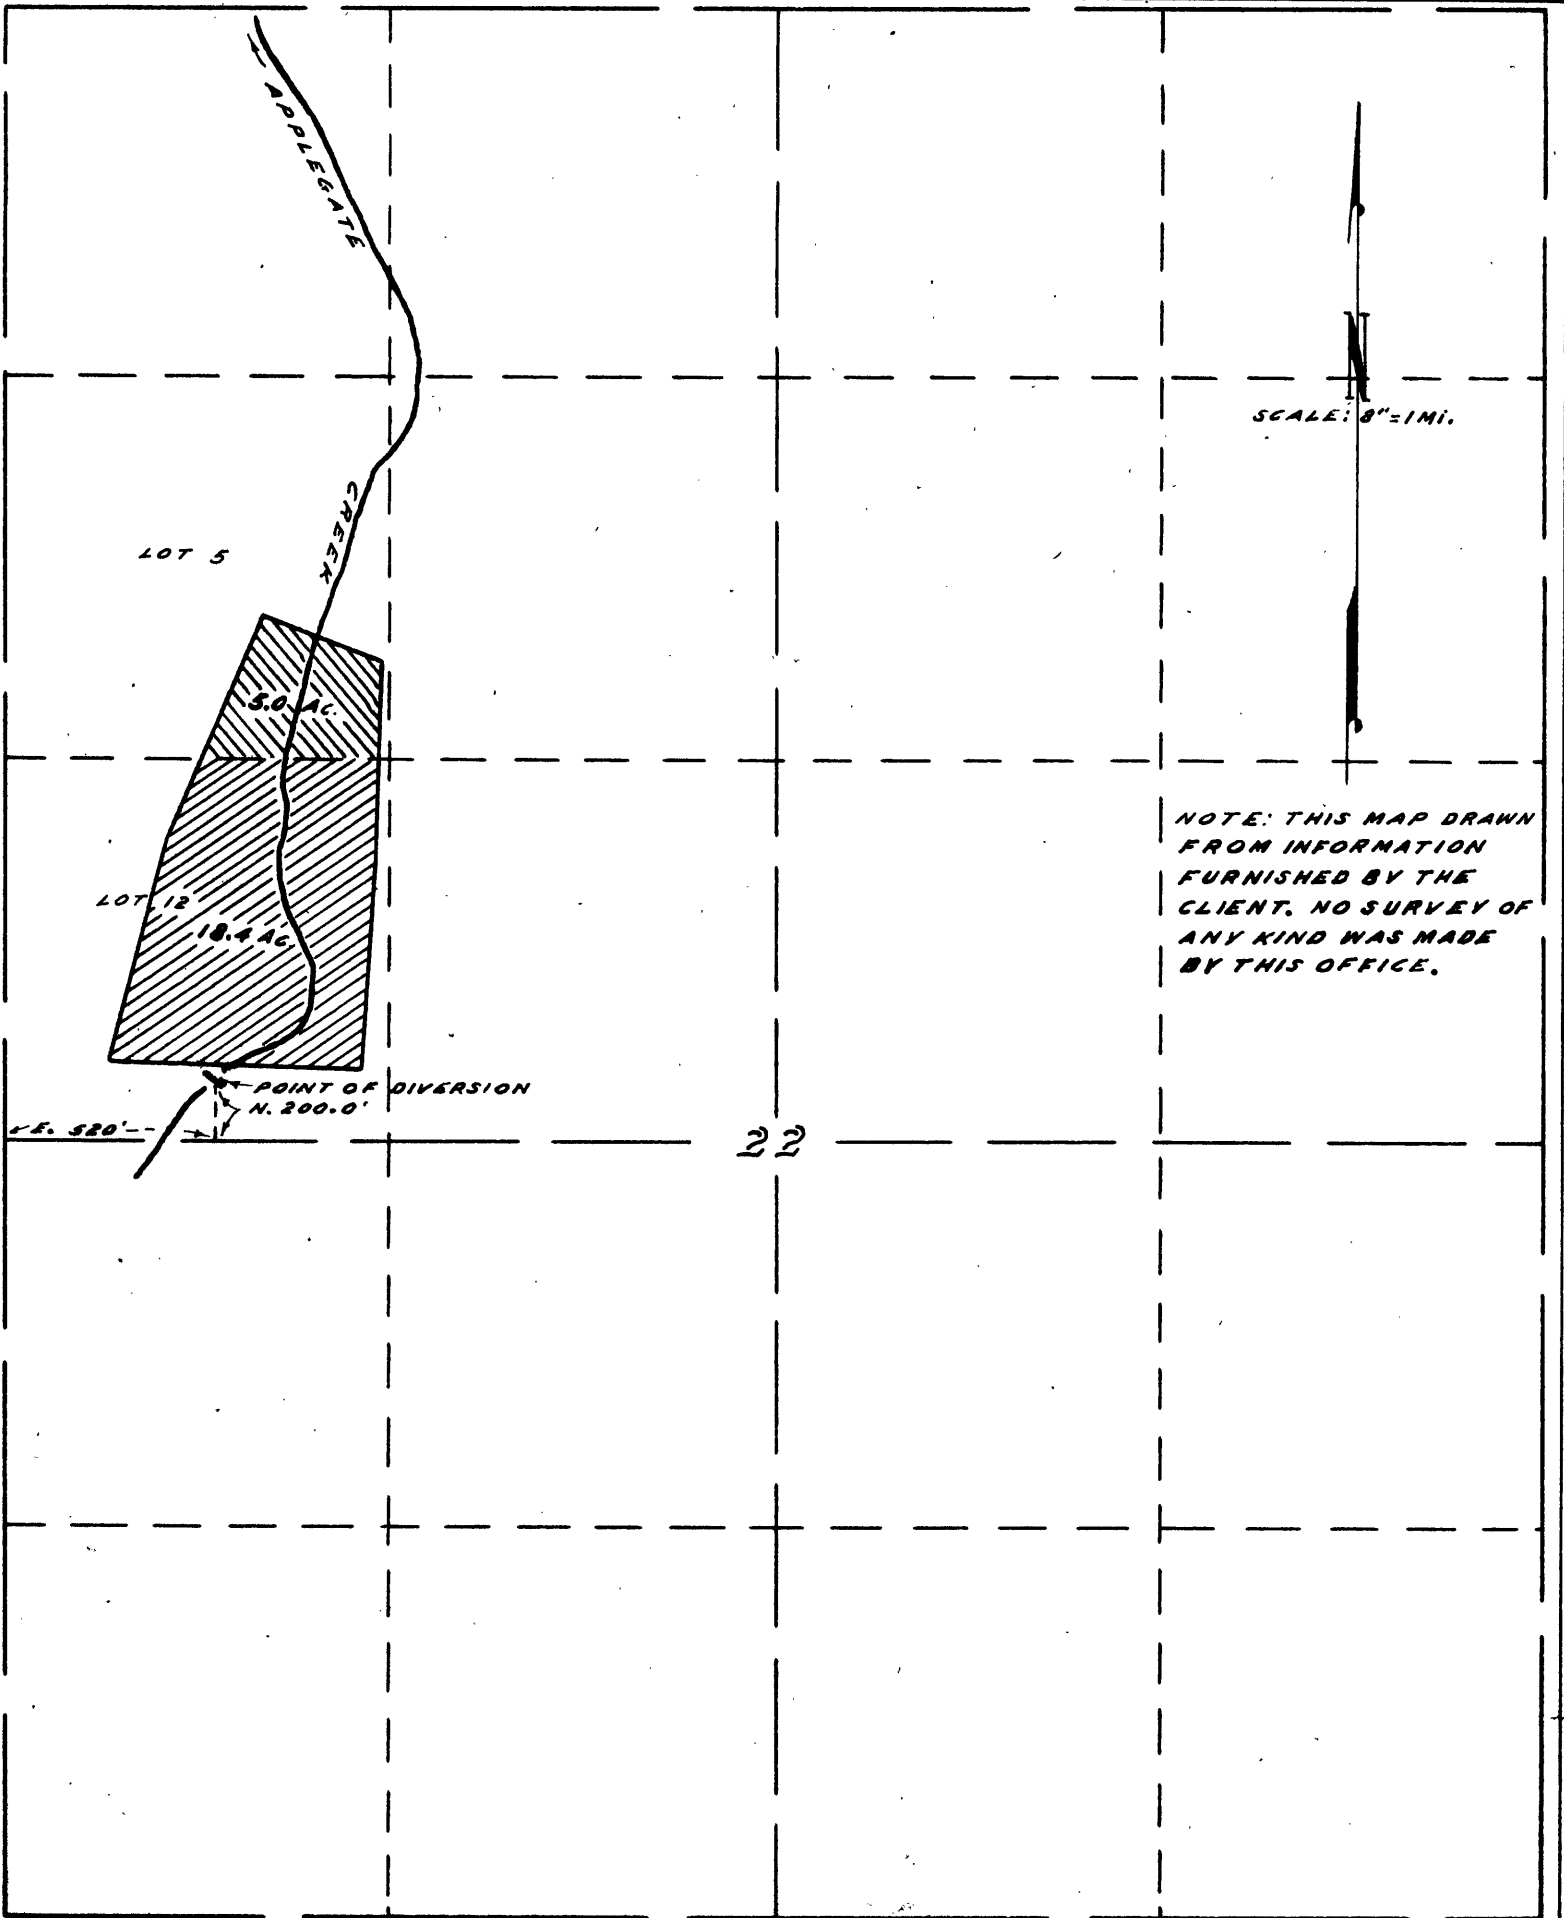 APPLEGATE
SCALE: 8"=1Mi.
CREEK
LOT 5
5.0 AC.
NOTE: THIS MAP DRAWN
FROM INFORMATION
FURNISHED BY THE
CLIENT. NO SURVEY OF
ANY KIND WAS MADE
BY THIS OFFICE.
LOT 12
18.4 AC.
POINT OF DIVERSION
N. 200.0'
E. 520'
22
N